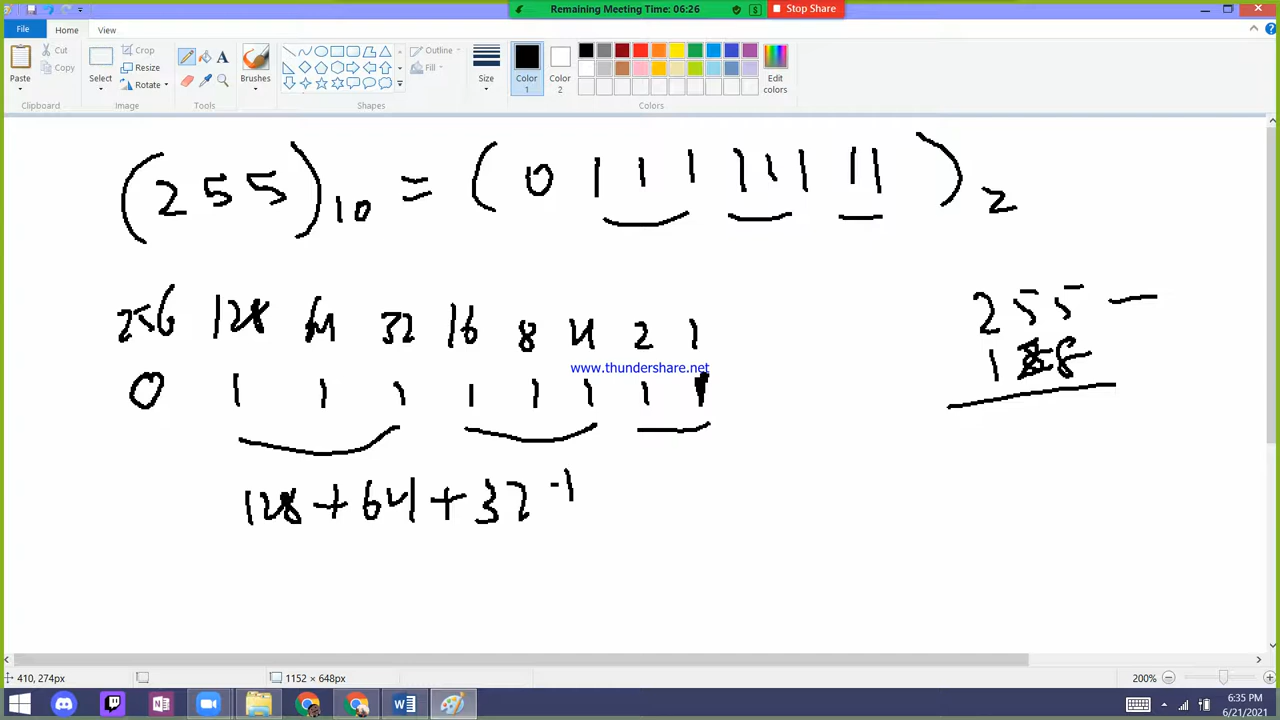 Remaining Meeting Time: 06:26 Stop Share
File Home View
Paste Cut Copy Select Crop Resize Rotate Brushes Outline Fill Size Color 1 Color 2 Edit colors
Clipboard Image Tools Shapes Colors
(255)10 = (0 1 1 1 1 1 1 1 1)2
256 128 64 32 16 8 4 2 1
255 —
www.thundershare.net
0 1 1 1 1 1 1 1 1
128+64+32
410, 274px 1152 × 648px 200%
6:35 PM
6/21/2021